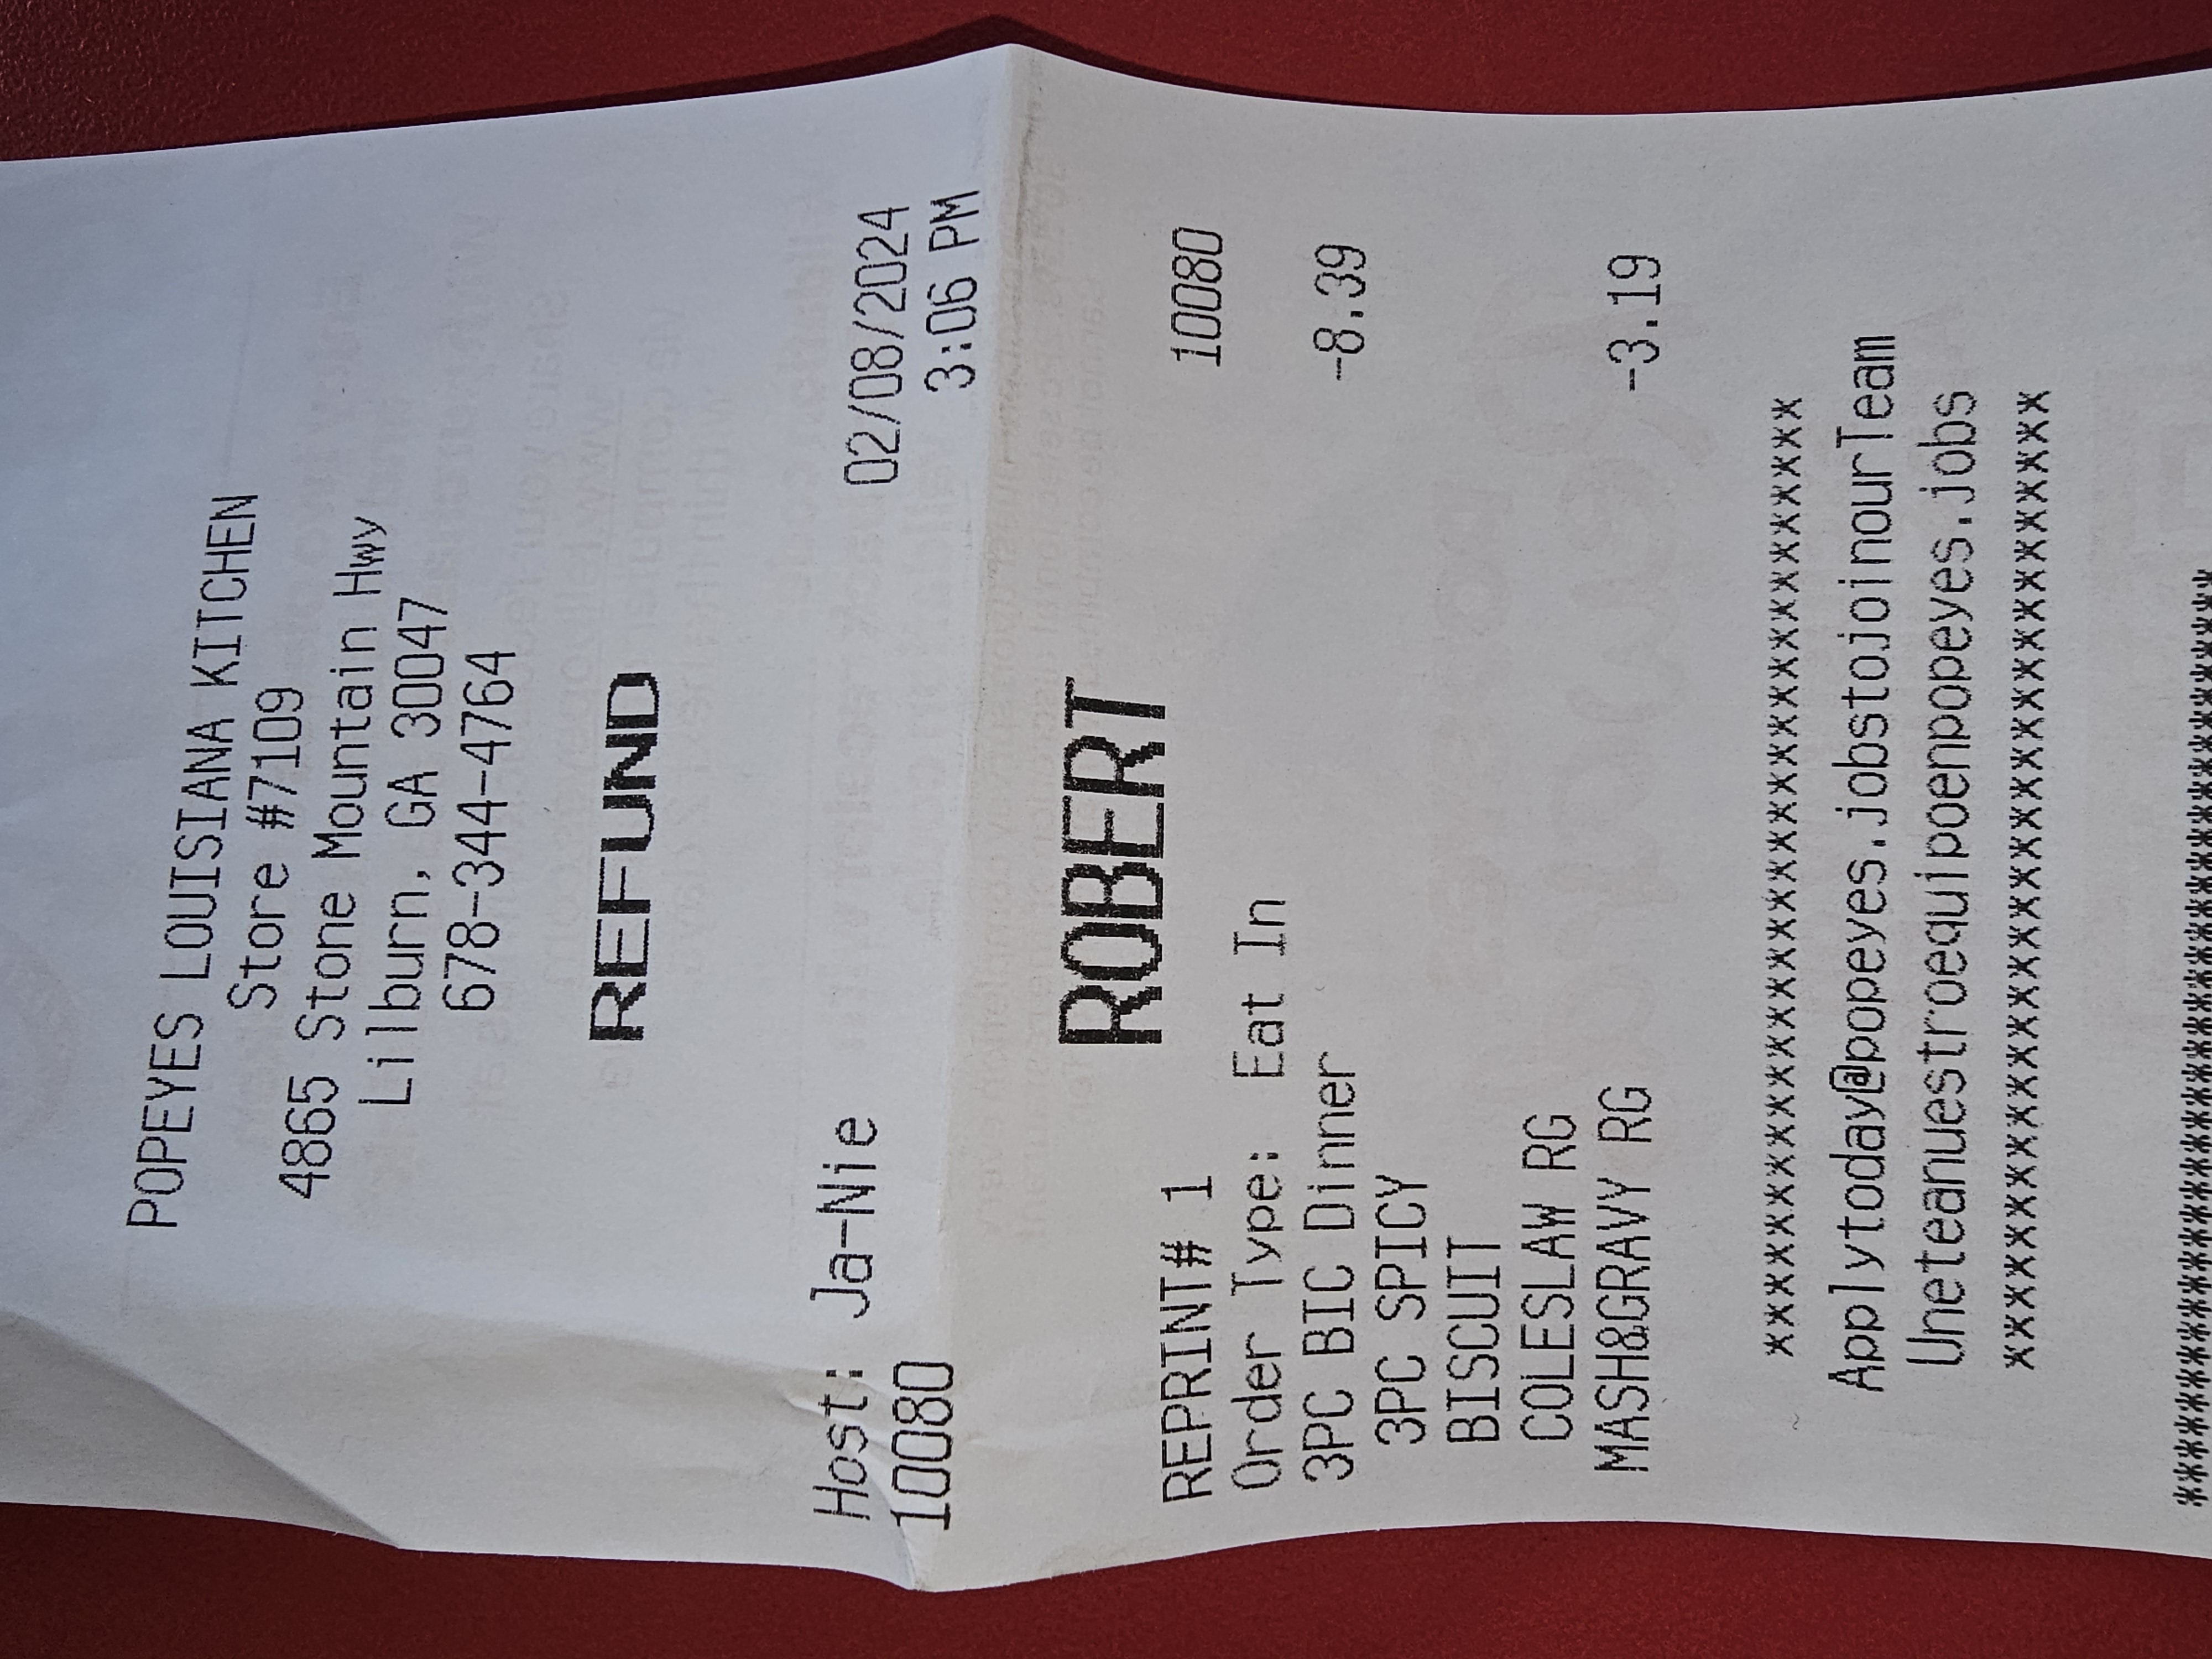 POPEYES LOUISIANA KITCHEN
Store #7109
4865 Stone Mountain Hwy
Lilburn, GA 30047
678-344-4764
REFUND
Host: Ja-Nie 02/08/2024
10080 3:06 PM
ROBERT
REPRINT# 1 10080
Order Type: Eat In
3PC BIC Dinner -8.39
3PC SPICY
BISCUIT
COLESLAW RG
MASH&GRAVY RG -3.19
**********************************
Applytoday@popeyes.jobstojoinourTeam
Uneteanuestroequipoenpopeyes.jobs
**********************************